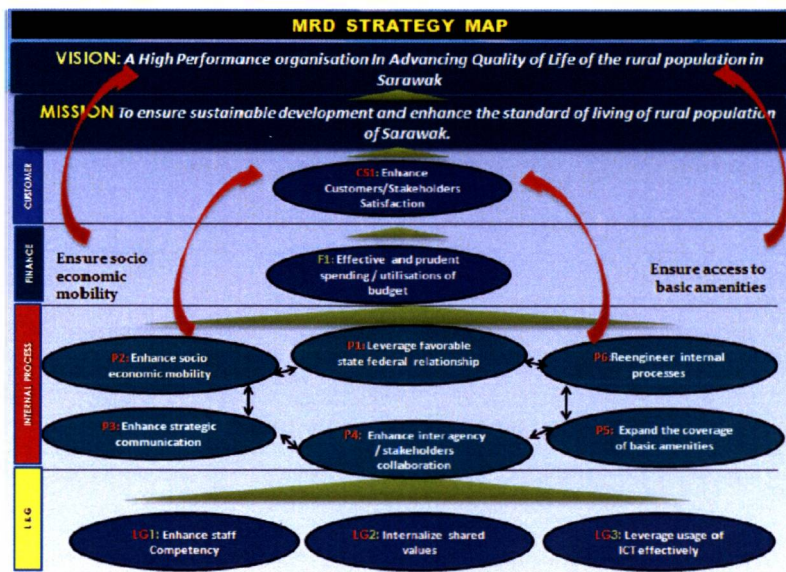 MRD STRATEGY MAP
VISION: A High Performance organisation In Advancing Quality of Life of the rural population in
Sarawak
MISSION To ensure sustainable development and enhance the standard of living of rural population
of Sarawak.
CUSTOMER
CS1: Enhance
Customers/Stakeholders
Satisfaction
FINANCE
Ensure socio
economic
mobility
F1: Effective and prudent
spending / utilisations of
budget
Ensure access to
basic amenities
INTERNAL PROCESS
P2: Enhance socio
economic mobility
P1: Leverage favorable
state federal relationship
P6: Reengineer internal
processes
P3: Enhance strategic
communication
P4: Enhance inter agency
/ stakeholders
collaboration
P5: Expand the coverage
of basic amenities
L&G
LG1: Enhance staff
Competency
LG2: Internalize shared
values
LG3: Leverage usage of
ICT effectively